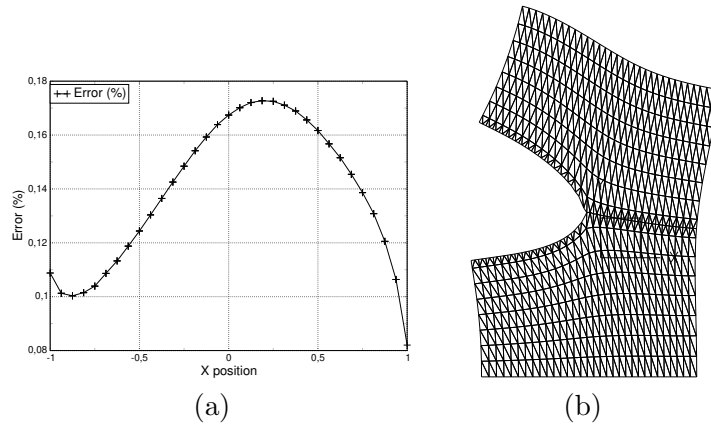 0,18
Error (%)
0,16
0,14
Error (%)
0,12
0,1
0,08
-1
-0,5
0
0,5
1
X position
(a)
(b)